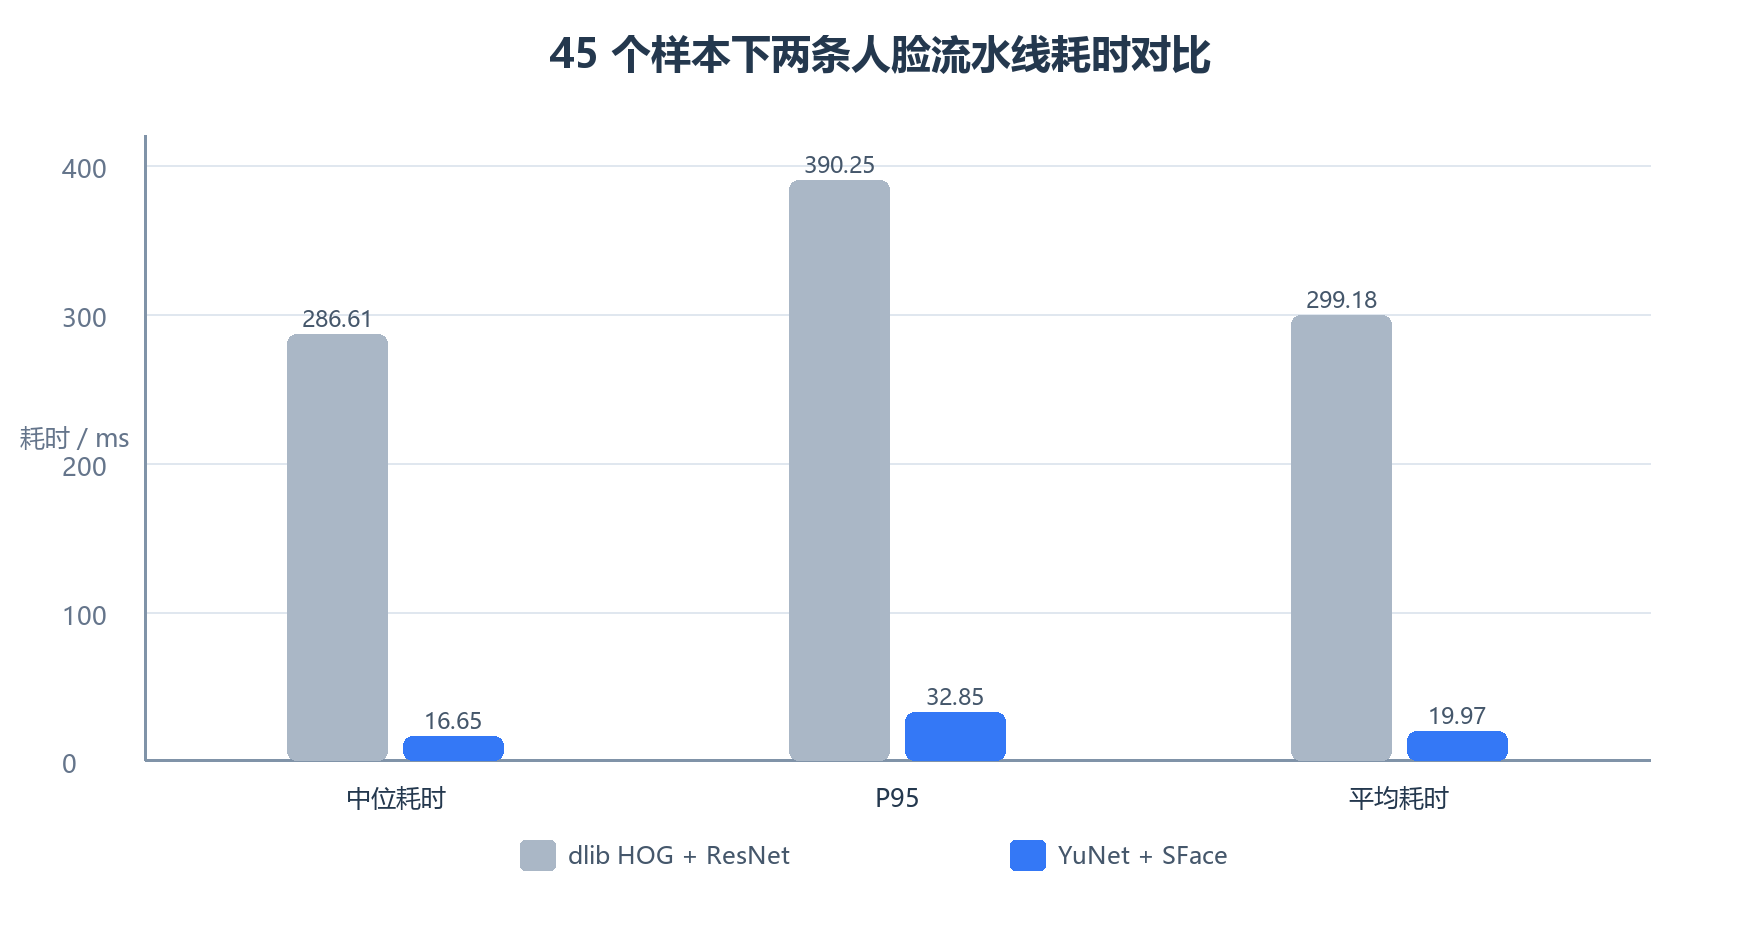 45 个样本下两条人脸流水线耗时对比
400
390.25
300
286.61
299.18
耗时 / ms
200
100
16.65
32.85
19.97
0
中位耗时
P95
平均耗时
dlib HOG + ResNet
YuNet + SFace